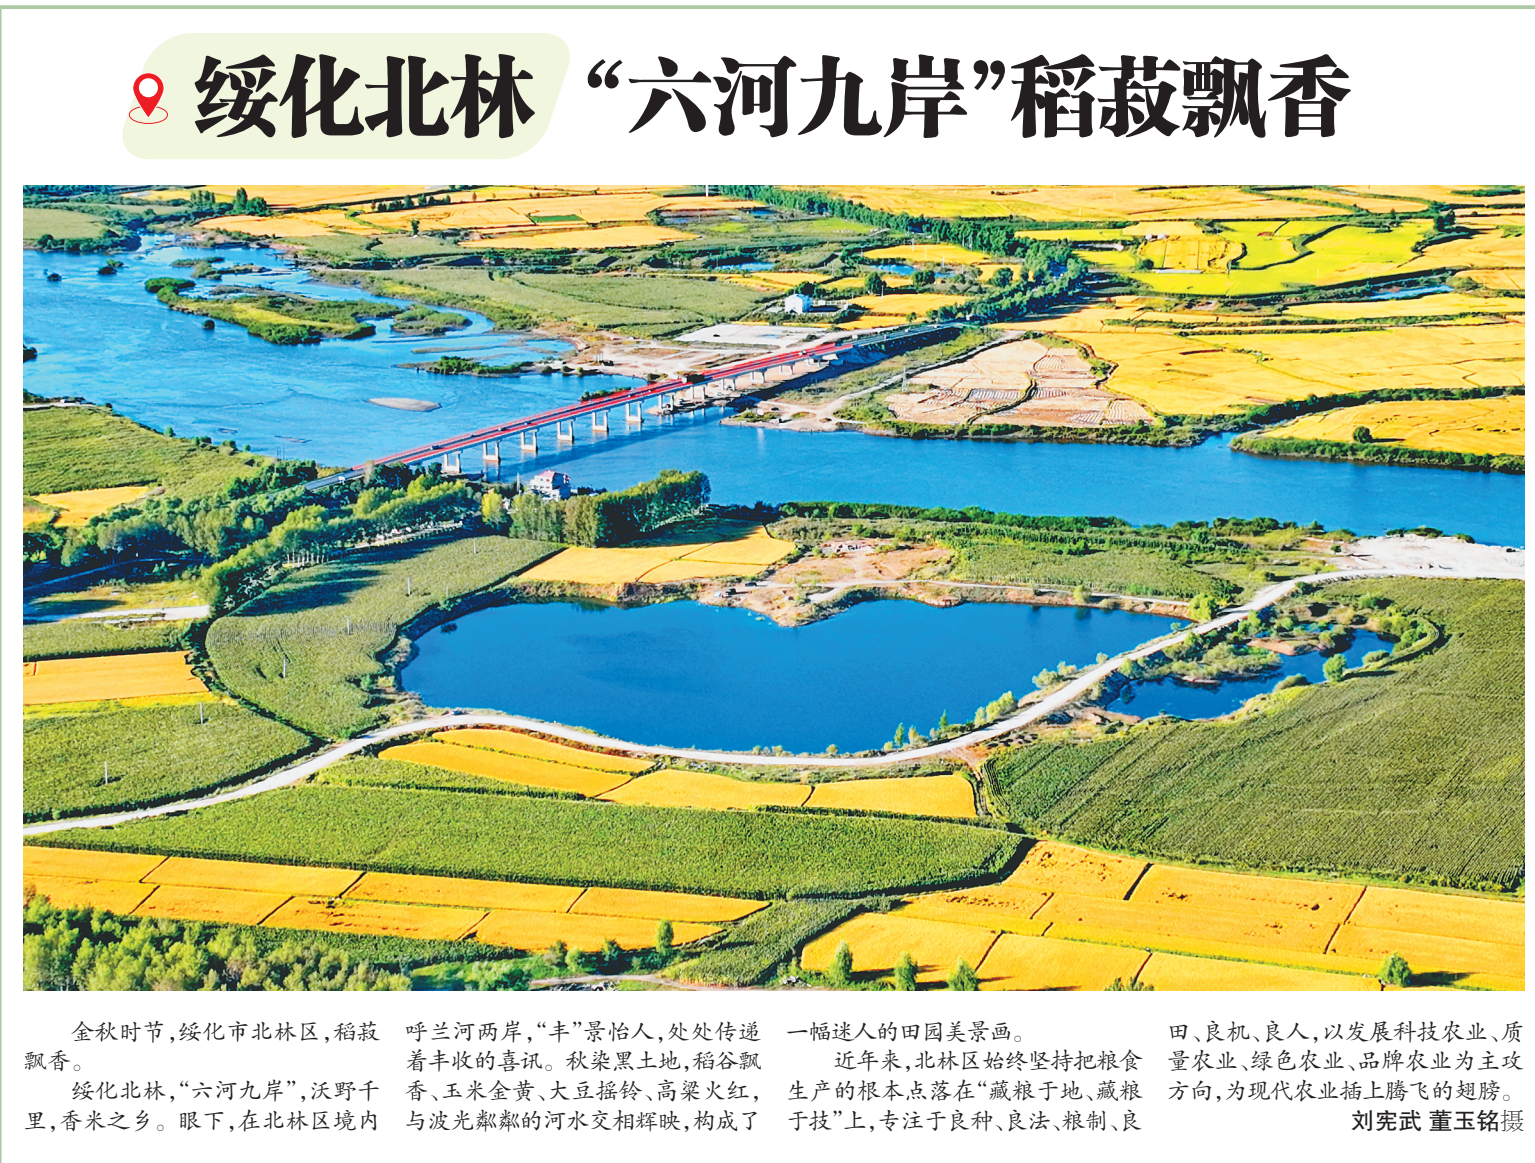 绥化北林 “六河九岸”稻菽飘香
金秋时节,绥化市北林区,稻菽
飘香。
绥化北林,“六河九岸”,沃野千
里,香米之乡。眼下,在北林区境内
呼兰河两岸,“丰”景怡人,处处传递
着丰收的喜讯。秋染黑土地,稻谷飘
香、玉米金黄、大豆摇铃、高粱火红,
与波光粼粼的河水交相辉映,构成了
一幅迷人的田园美景画。
近年来,北林区始终坚持把粮食
生产的根本点落在“藏粮于地、藏粮
于技”上,专注于良种、良法、粮制、良
田、良机、良人,以发展科技农业、质
量农业、绿色农业、品牌农业为主攻
方向,为现代农业插上腾飞的翅膀。
刘宪武 董玉铭摄